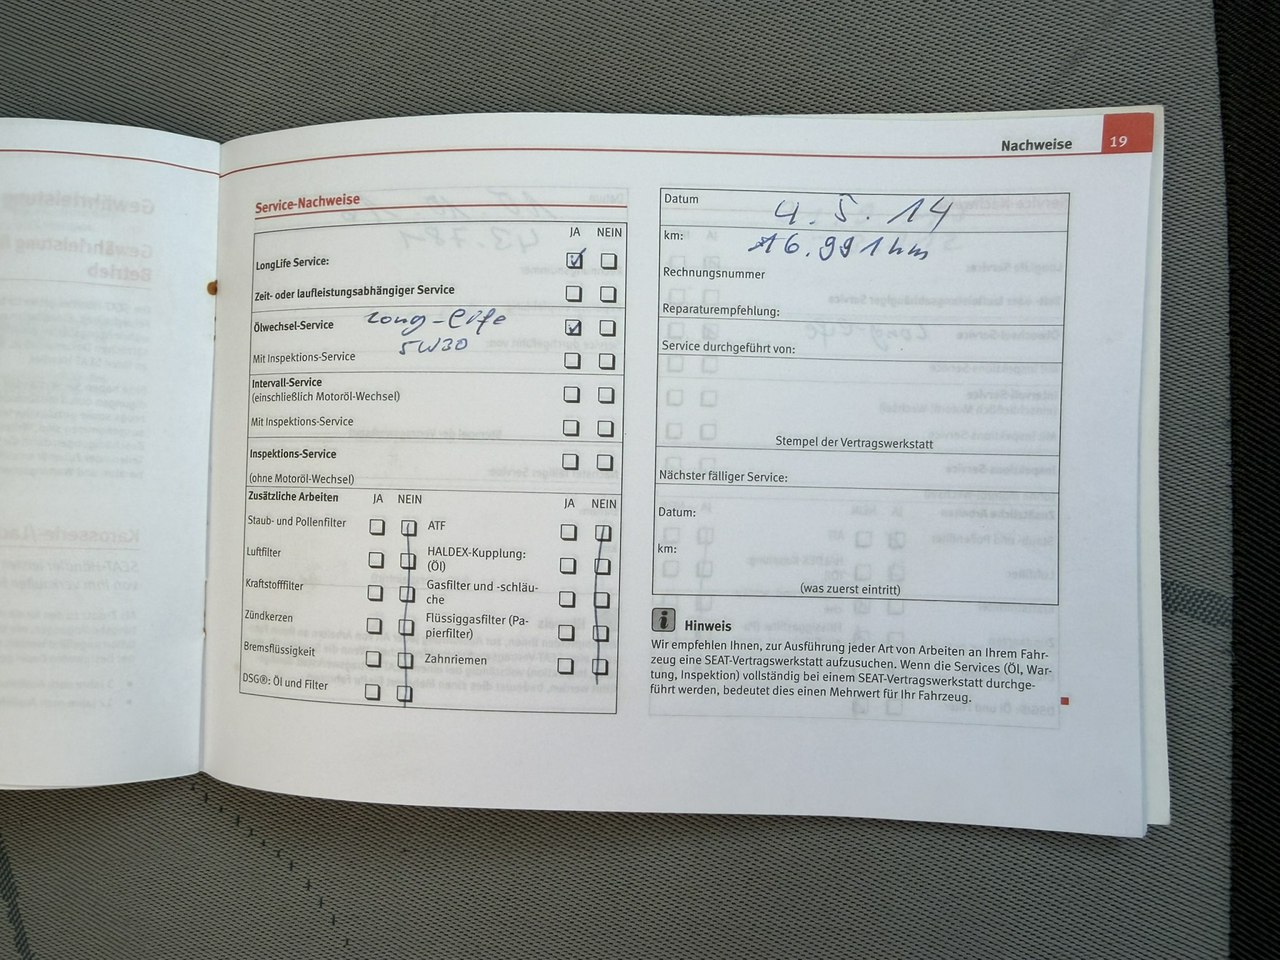 Nachweise 19
Service-Nachweise
JA NEIN
LongLife Service:
Zeit- oder laufleistungsabhängiger Service
Ölwechsel-Service Long-Life
5W30
Mit Inspektions-Service
Intervall-Service
(einschließlich Motoröl-Wechsel)
Mit Inspektions-Service
Inspektions-Service
(ohne Motoröl-Wechsel)
Zusätzliche Arbeiten JA NEIN JA NEIN
Staub- und Pollenfilter ATF
Luftfilter HALDEX-Kupplung:
(Öl)
Kraftstofffilter Gasfilter und -schläu-
che
Zündkerzen Flüssiggasfilter (Pa-
pierfilter)
Bremsflüssigkeit Zahnriemen
DSG®: Öl und Filter
Datum 4.5.14
km: 16.991 km
Rechnungsnummer
Reparaturempfehlung:
Service durchgeführt von:
Stempel der Vertragswerkstatt
Nächster fälliger Service:
Datum:
km:
(was zuerst eintritt)
Hinweis
Wir empfehlen Ihnen, zur Ausführung jeder Art von Arbeiten an Ihrem Fahr-
zeug eine SEAT-Vertragswerkstatt aufzusuchen. Wenn die Services (Öl, War-
tung, Inspektion) vollständig bei einem SEAT-Vertragswerkstatt durchge-
führt werden, bedeutet dies einen Mehrwert für Ihr Fahrzeug.